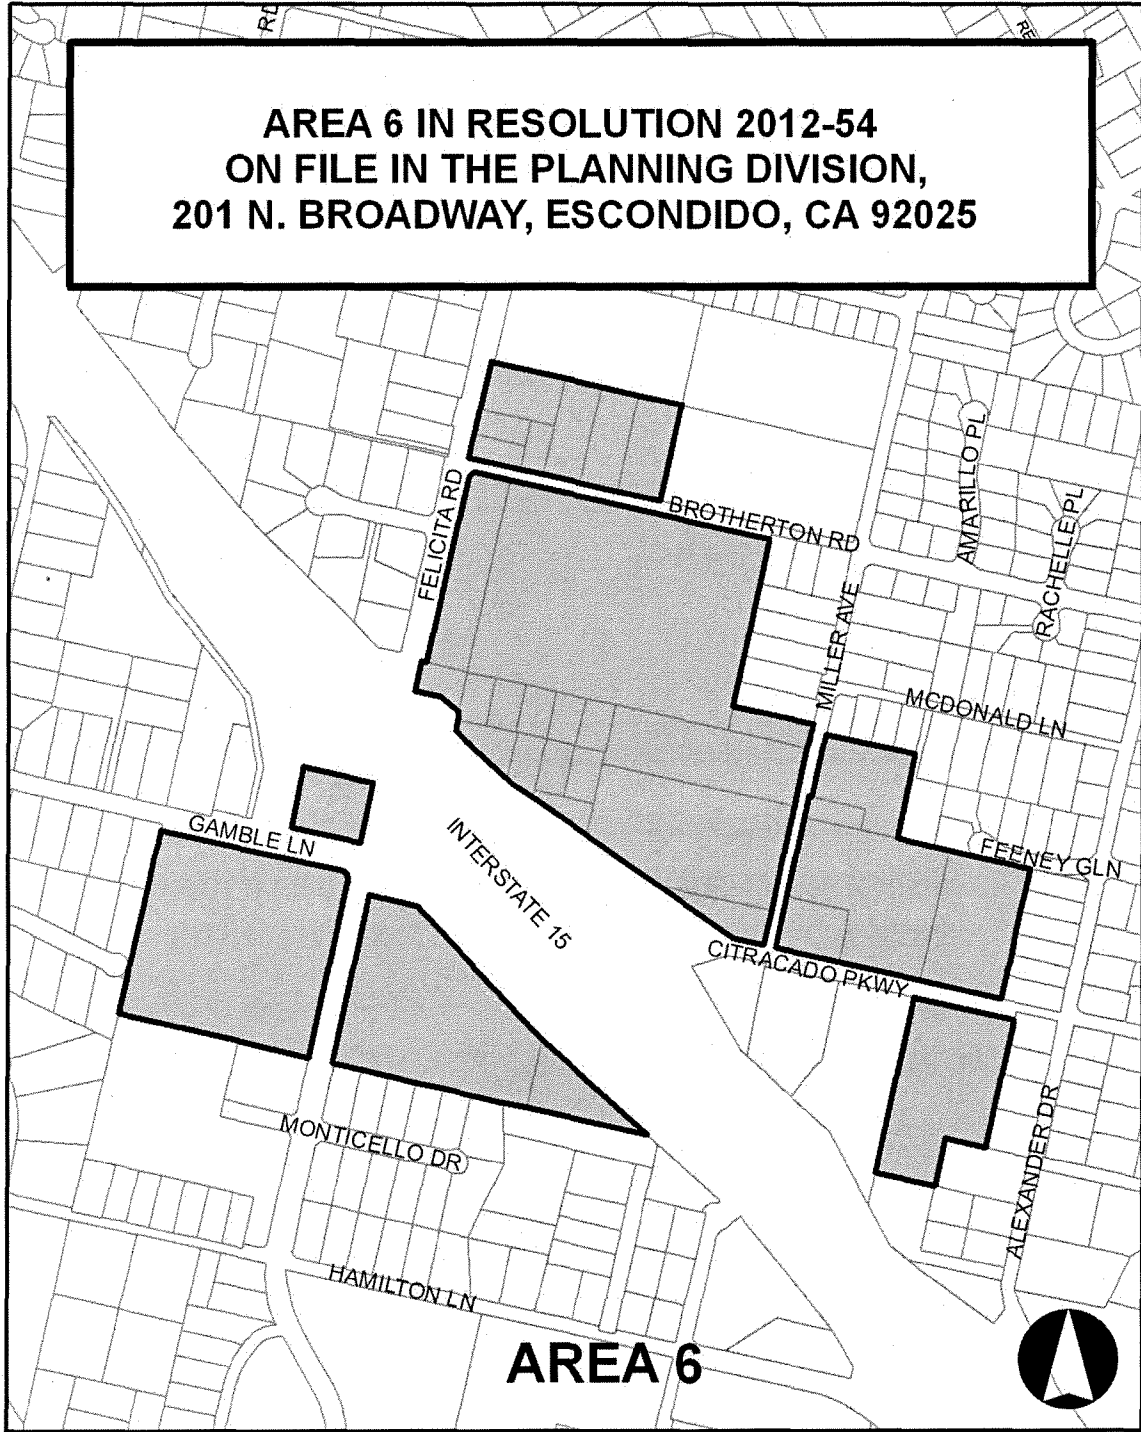 RD
RE
AREA 6 IN RESOLUTION 2012-54
ON FILE IN THE PLANNING DIVISION,
201 N. BROADWAY, ESCONDIDO, CA 92025
FELICITA RD
BROTHERTON RD
AMARILLO PL
RACHELLE PL
MILLER AVE
MCDONALD LN
GAMBLE LN
INTERSTATE 15
FEENEY GLN
CITRACADO PKWY
MONTICELLO DR
ALEXANDER DR
HAMILTON LN
AREA 6